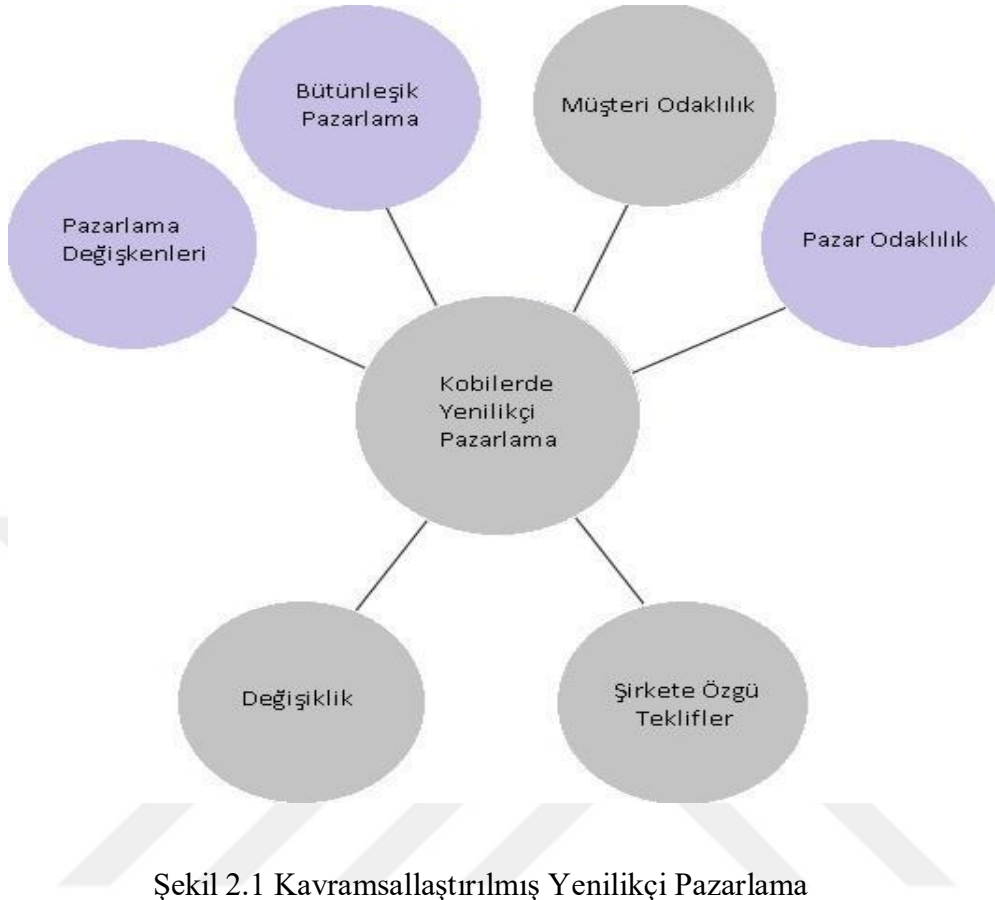 Bütünleşik
Pazarlama
Müşteri Odaklılık
Pazarlama
Değişkenleri
Pazar Odaklılık
Kobilerde
Yenilikçi
Pazarlama
Değişiklik
Şirkete Özgü
Teklifler
Şekil 2.1 Kavramsallaştırılmış Yenilikçi Pazarlama